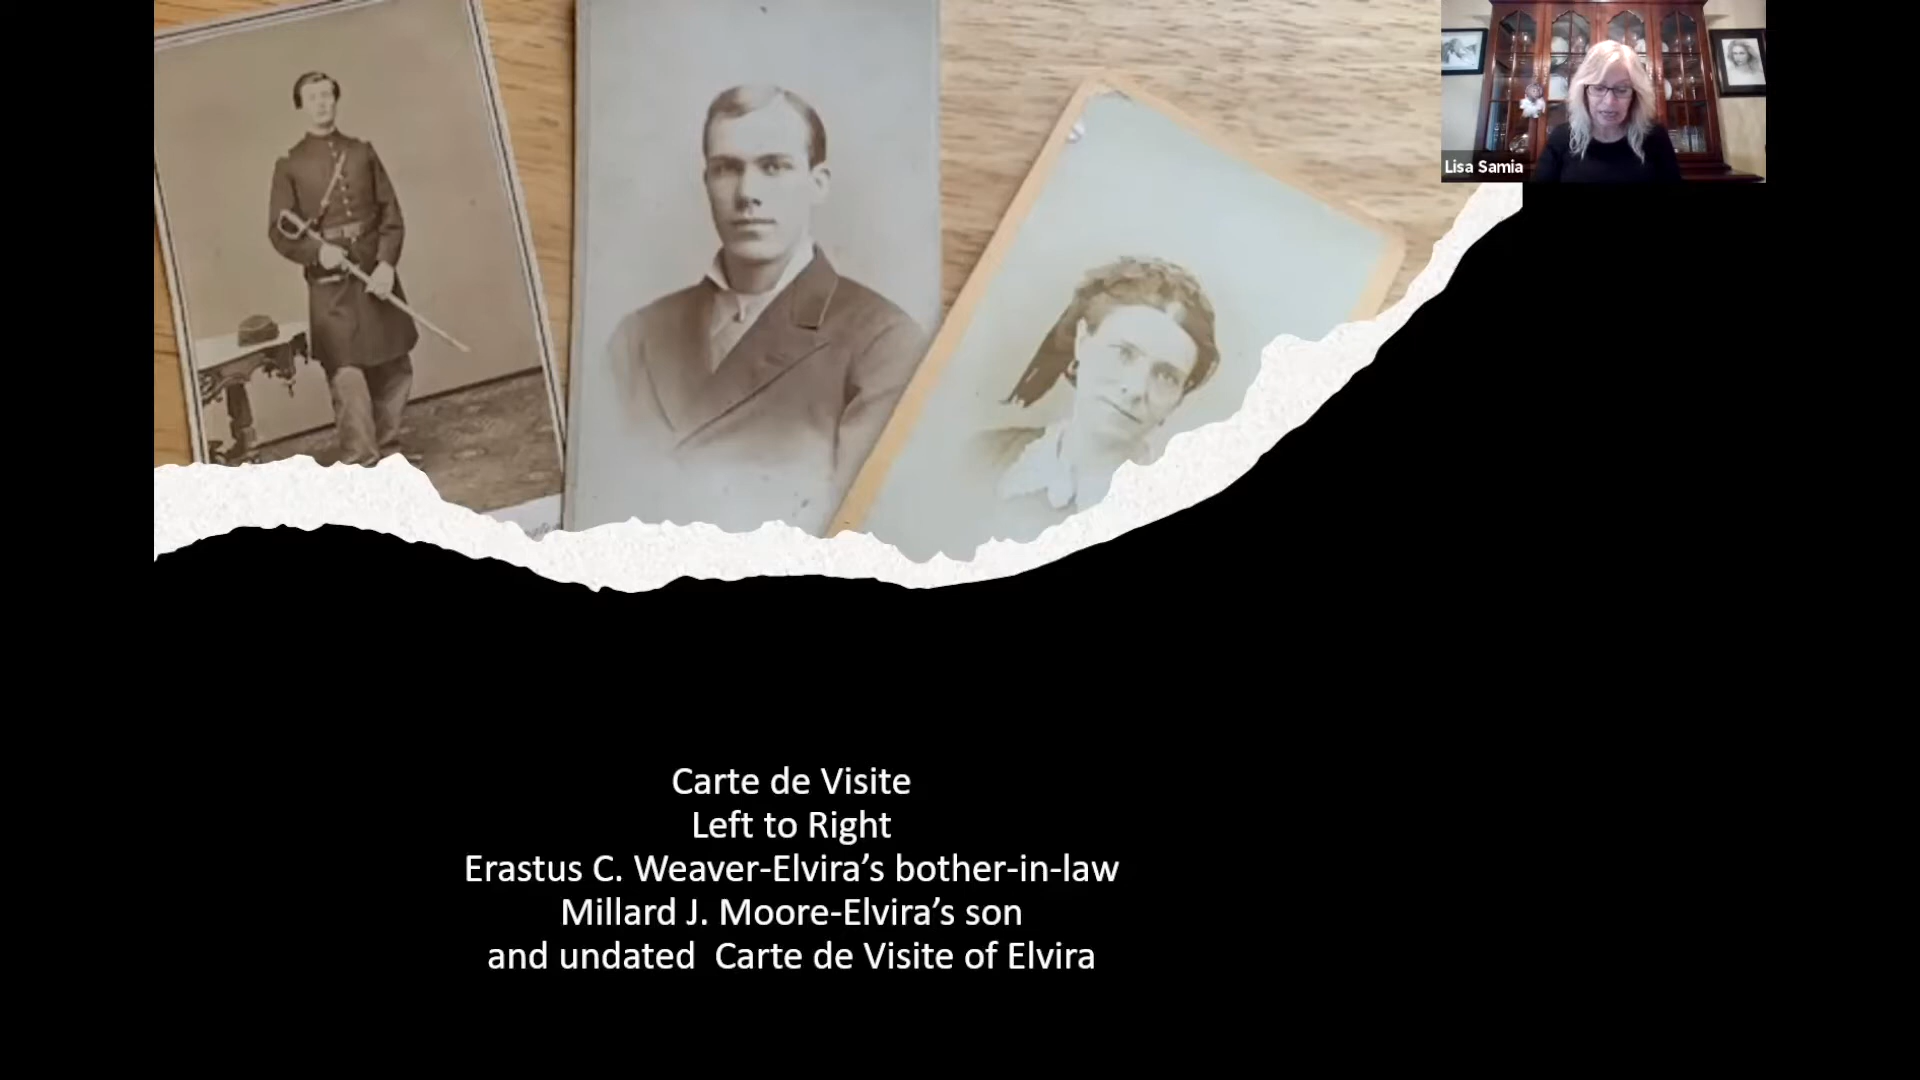 Lisa Samia
Carte de Visite
Left to Right
Erastus C. Weaver-Elvira’s bother-in-law
Millard J. Moore-Elvira’s son
and undated  Carte de Visite of Elvira